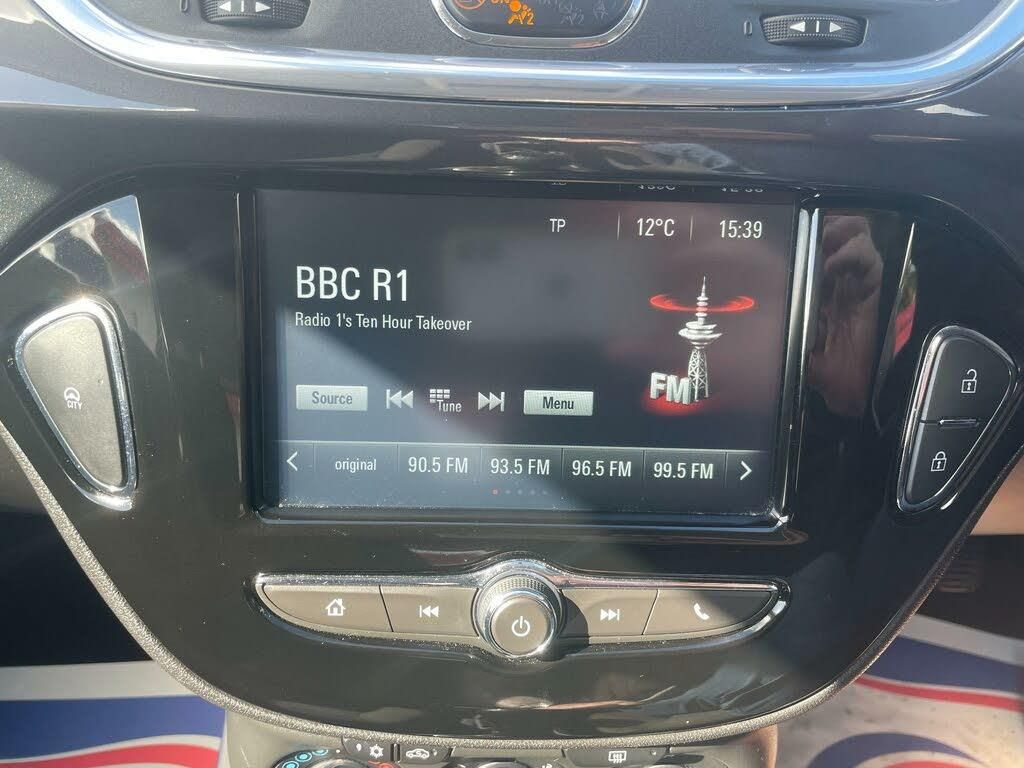 TP 12°C 15:39
BBC R1
Radio 1's Ten Hour Takeover
FM
Source Tune Menu
original 90.5 FM 93.5 FM 96.5 FM 99.5 FM
CITY